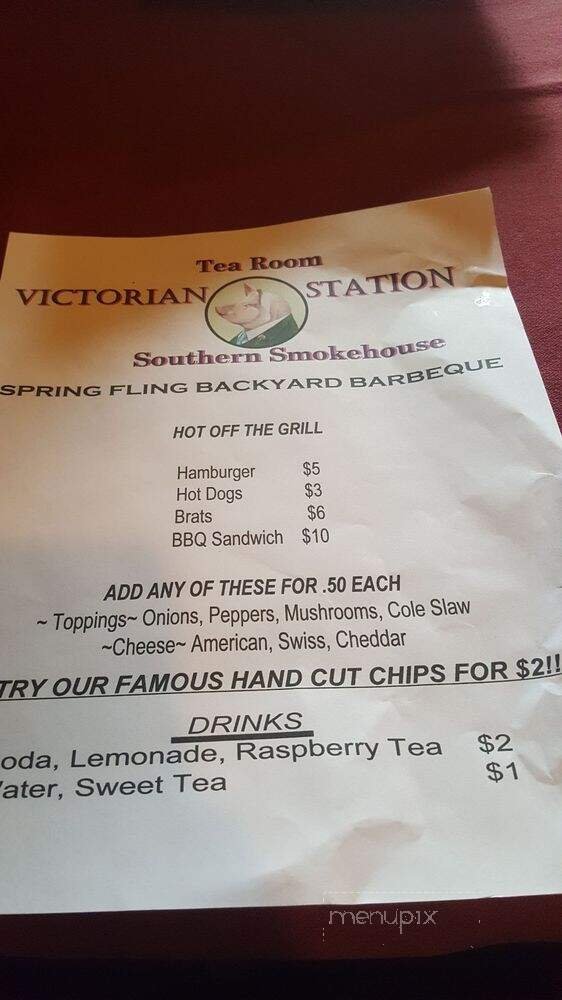 Tea Room
VICTORIAN STATION
Southern Smokehouse
SPRING FLING BACKYARD BARBEQUE
HOT OFF THE GRILL
Hamburger $5
Hot Dogs $3
Brats $6
BBQ Sandwich $10
ADD ANY OF THESE FOR .50 EACH
~ Toppings~ Onions, Peppers, Mushrooms, Cole Slaw
~Cheese~ American, Swiss, Cheddar
TRY OUR FAMOUS HAND CUT CHIPS FOR $2!!
DRINKS
oda, Lemonade, Raspberry Tea $2
ater, Sweet Tea $1
menupix